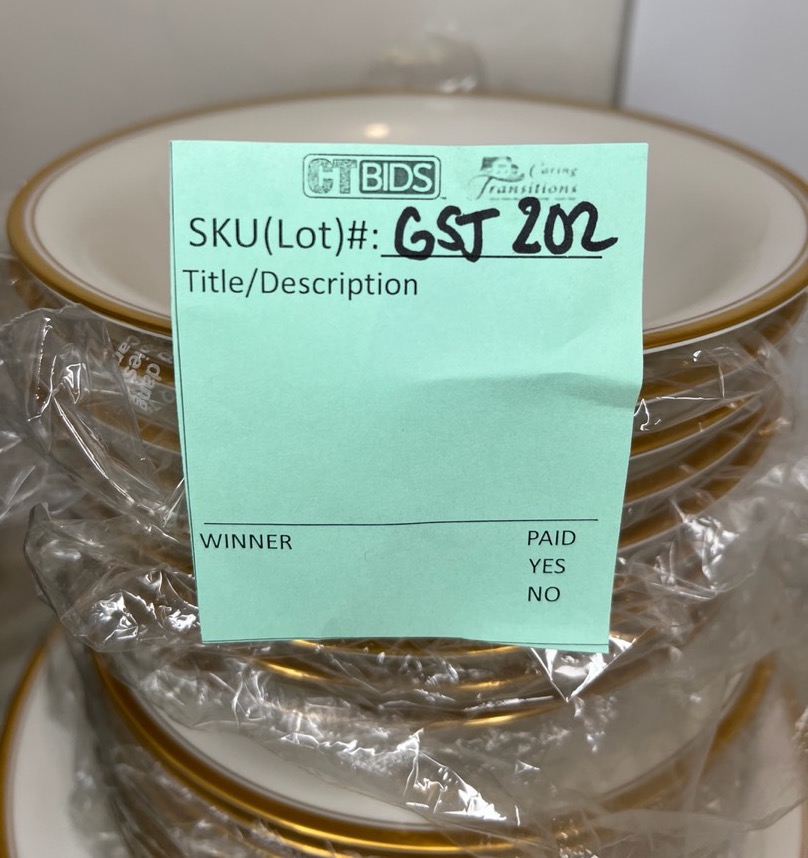 CTBIDS Caring
Transitions
SKU(Lot)#: GSJ 202
Title/Description
WINNER PAID
YES
NO